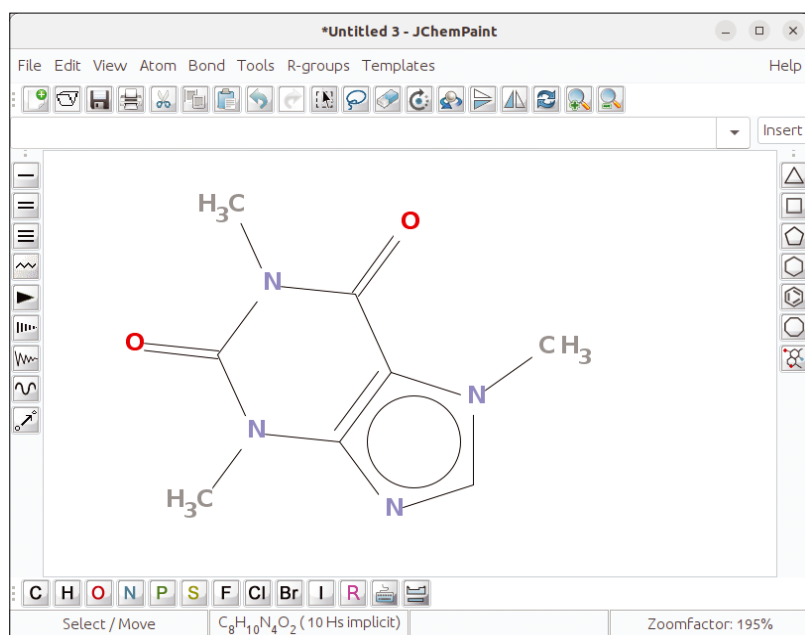 *Untitled 3 - JChemPaint
File Edit View Atom Bond Tools R-groups Templates Help
Insert
H3C
O
N
O
CH3
N
N
H3C
N
C H O N P S F Cl Br I R
Select / Move C8H10N4O2 ( 10 Hs implicit) Zoomfactor: 195%